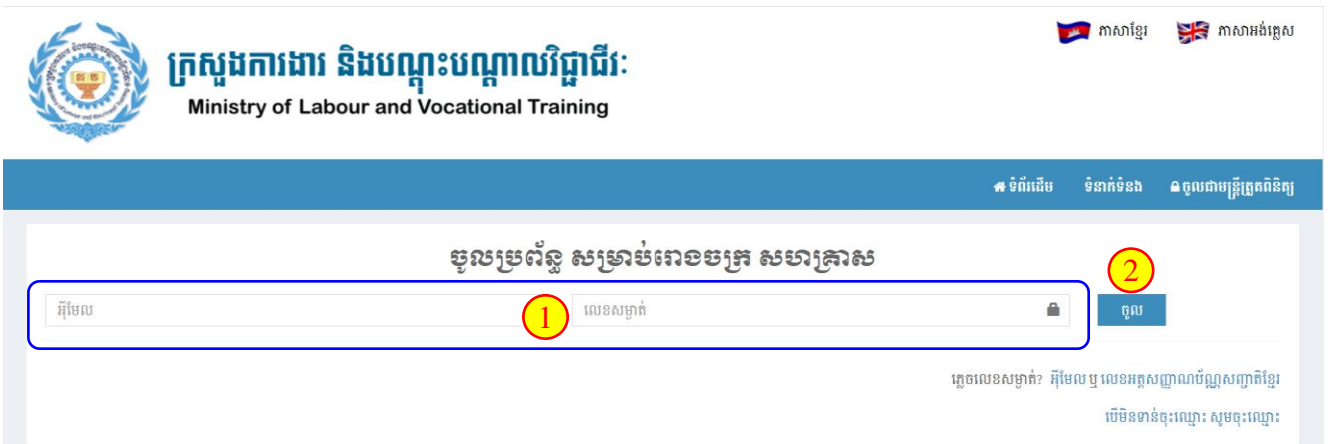 ភាសាខ្មែរ ភាសាអង់គ្លេស
ក្រសួងការងារ និងបណ្តុះបណ្តាលវិជ្ជាជីវៈ
Ministry of Labour and Vocational Training
ទំព័រដើម ទំនាក់ទំនង ចូលជាមន្ត្រីត្រួតពិនិត្យ
ចូលប្រព័ន្ធ សម្រាប់រោងចក្រ សហគ្រាស
2
អ៊ីមែល 1 លេខសម្ងាត់ ចូល
ភ្លេចលេខសម្ងាត់? អ៊ីមែល ឬ លេខអត្តសញ្ញាណប័ណ្ណសញ្ជាតិខ្មែរ
បើមិនទាន់ចុះឈ្មោះ សូមចុះឈ្មោះ